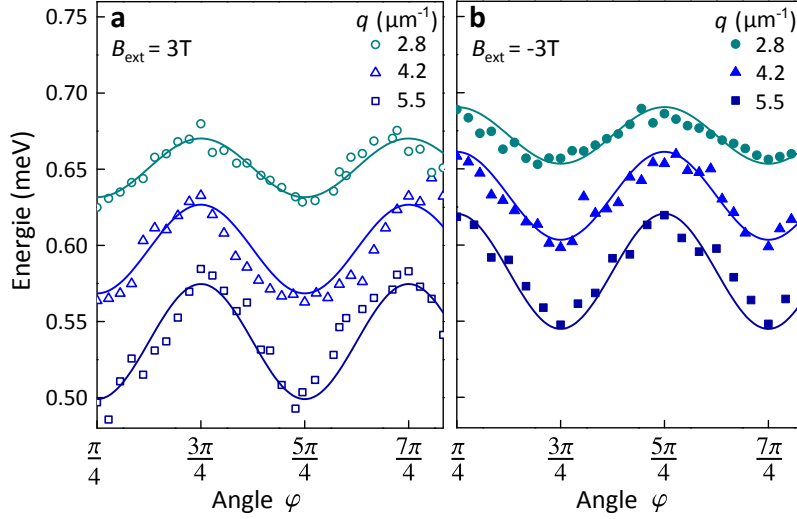 a
q (μm⁻¹)
B_ext = 3T
2.8
4.2
5.5
b
q (μm⁻¹)
B_ext = -3T
2.8
4.2
5.5
Energie (meV)
0.70
0.65
0.60
0.55
0.50
π/4
3π/4
5π/4
7π/4
π/4
3π/4
5π/4
7π/4
Angle φ
Angle φ